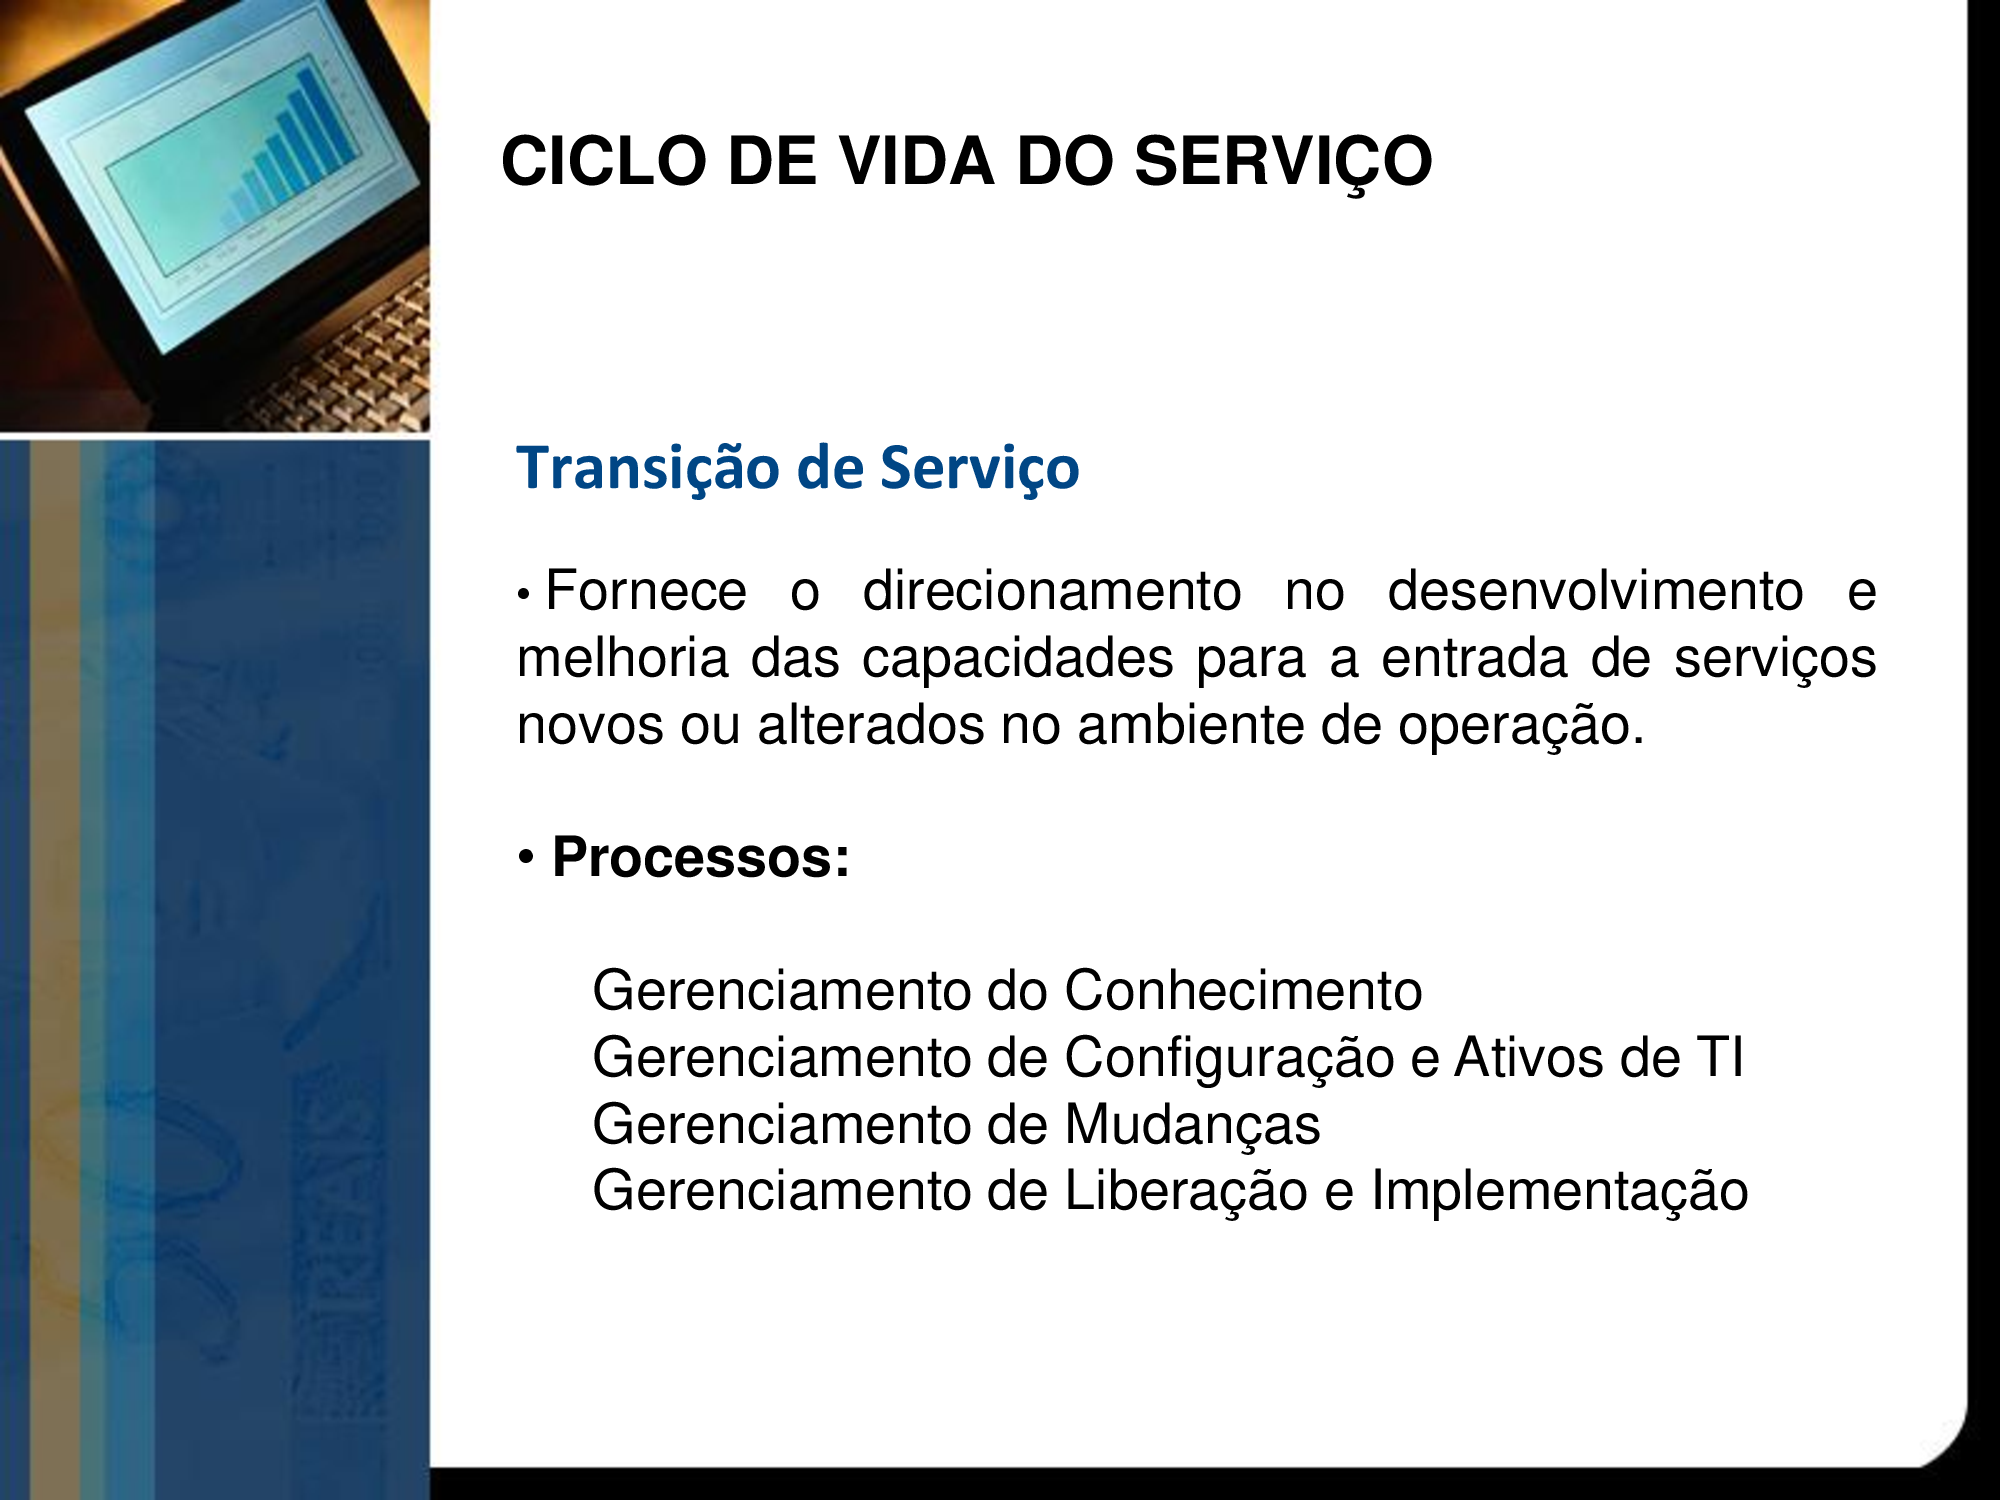 CICLO DE VIDA DO SERVIÇO
Transição de Serviço
• Fornece o direcionamento no desenvolvimento e
melhoria das capacidades para a entrada de serviços
novos ou alterados no ambiente de operação.
• Processos:
Gerenciamento do Conhecimento
Gerenciamento de Configuração e Ativos de TI
Gerenciamento de Mudanças
Gerenciamento de Liberação e Implementação
REAIS